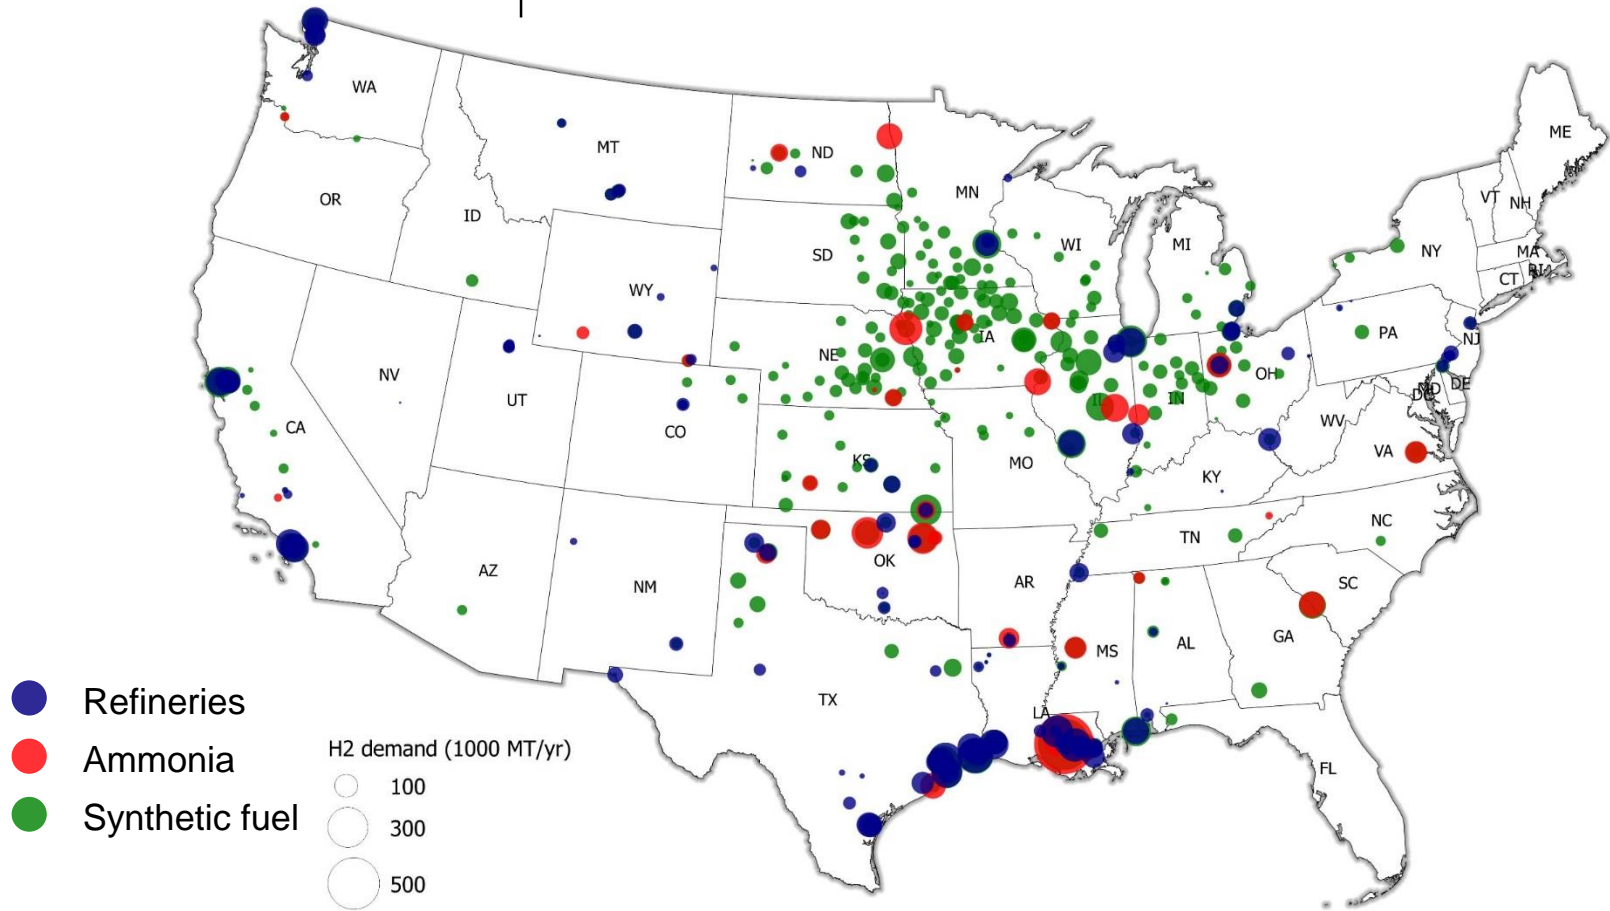 WA
MT
ND
MN
ME
OR
ID
SD
WI
MI
VT
NH
NY
MA
RI
CT
WY
NE
IA
PA
NJ
NV
UT
CO
IL
IN
OH
MD
DE
DC
CA
KS
MO
KY
WV
VA
AZ
NM
OK
AR
TN
NC
SC
MS
AL
GA
TX
LA
FL
Refineries
Ammonia
Synthetic fuel
H2 demand (1000 MT/yr)
100
300
500